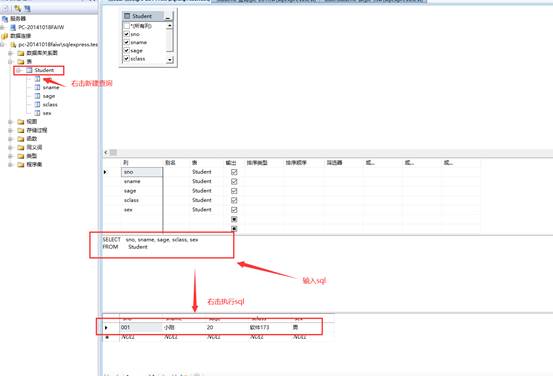 服务器
PC-20141018FAIW
数据连接
pc-20141018faiw\sqlexpress.tes
数据库关系图
表
Student
sname
sage
sclass
sex
视图
存储过程
函数
同义词
类型
程序集
右击新建查询
Student
*(所有列)
sno
sname
sage
sclass
列 别名 表 输出 排序类型 排序顺序 筛选器 或... 或... 或...
sno Student
sname Student
sage Student
sclass Student
sex Student
SELECT sno, sname, sage, sclass, sex
FROM Student
输入sql
右击执行sql
001 小刚 20 软件173 男
NULL NULL NULL NULL NULL